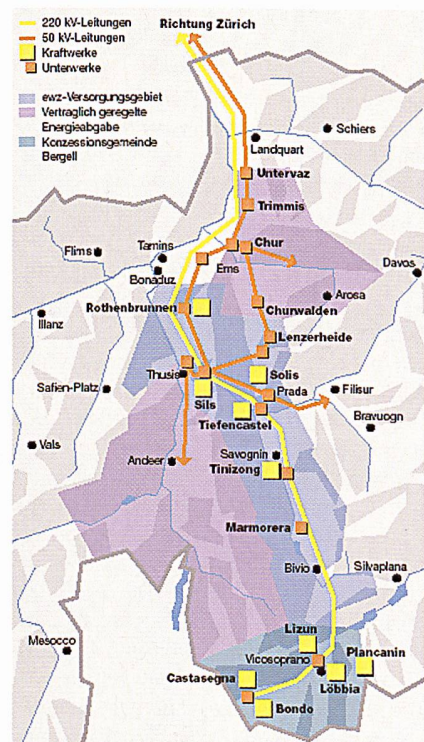 Richtung Zürich
220 kV-Leitungen
50 kV-Leitungen
Kraftwerke
Unterwerke
ewz-Versorgungsgebiet
Vertraglich geregelte
Energieabgabe
Konzessionsgemeinde
Bergell
Schiers
Landquart
Untervaz
Trimmis
Chur
Flims
Tamins
Ems
Bonaduz
Davos
Arosa
Rothenbrunnen
Churwalden
Illanz
Lenzerheide
Thusis
Solis
Safien-Platz
Sils
Prada
Filisur
Tiefencastel
Bravuogn
Vals
Andeer
Savognin
Tinizong
Marmorera
Bivio
Silvaplana
Mesocco
Lizun
Vicosoprano
Plancanin
Castasegna
Löbbia
Bondo